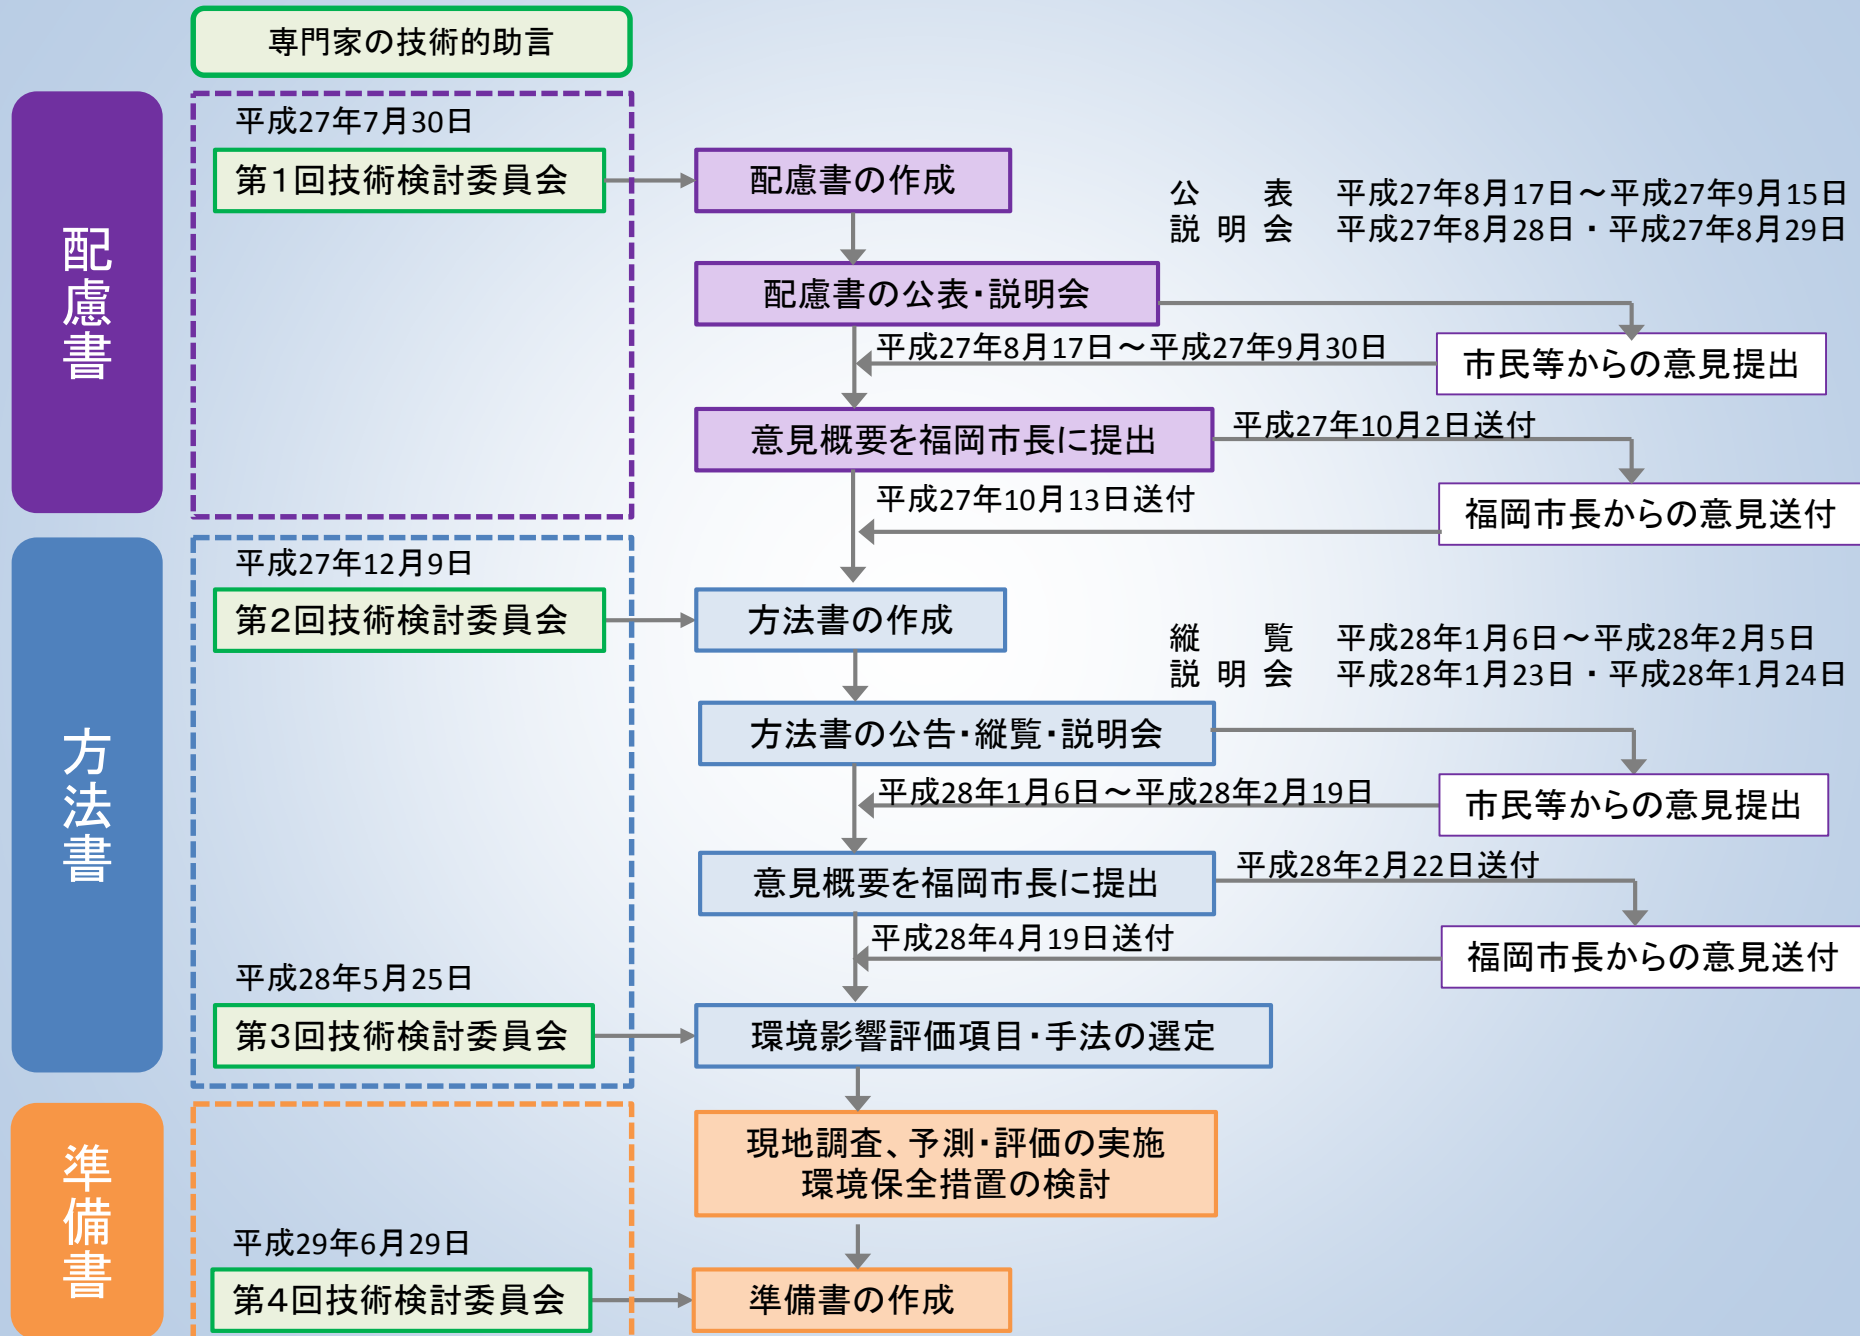 専門家の技術的助言
配慮書
平成27年7月30日
第1回技術検討委員会
配慮書の作成
公　　表　平成27年8月17日～平成27年9月15日
説 明 会　平成27年8月28日・平成27年8月29日
配慮書の公表・説明会
平成27年8月17日～平成27年9月30日
市民等からの意見提出
意見概要を福岡市長に提出
平成27年10月2日送付
平成27年10月13日送付
福岡市長からの意見送付
方法書
平成27年12月9日
第2回技術検討委員会
方法書の作成
縦　　覧　平成28年1月6日～平成28年2月5日
説 明 会　平成28年1月23日・平成28年1月24日
方法書の公告・縦覧・説明会
平成28年1月6日～平成28年2月19日
市民等からの意見提出
意見概要を福岡市長に提出
平成28年2月22日送付
平成28年4月19日送付
福岡市長からの意見送付
平成28年5月25日
第3回技術検討委員会
環境影響評価項目・手法の選定
準備書
現地調査、予測・評価の実施
環境保全措置の検討
平成29年6月29日
第4回技術検討委員会
準備書の作成